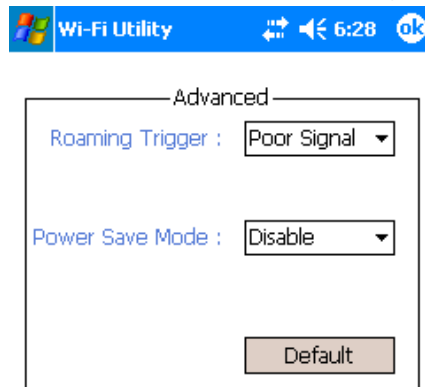 Wi-Fi Utility 6:28 ok
Advanced
Roaming Trigger : Poor Signal
Power Save Mode : Disable
Default